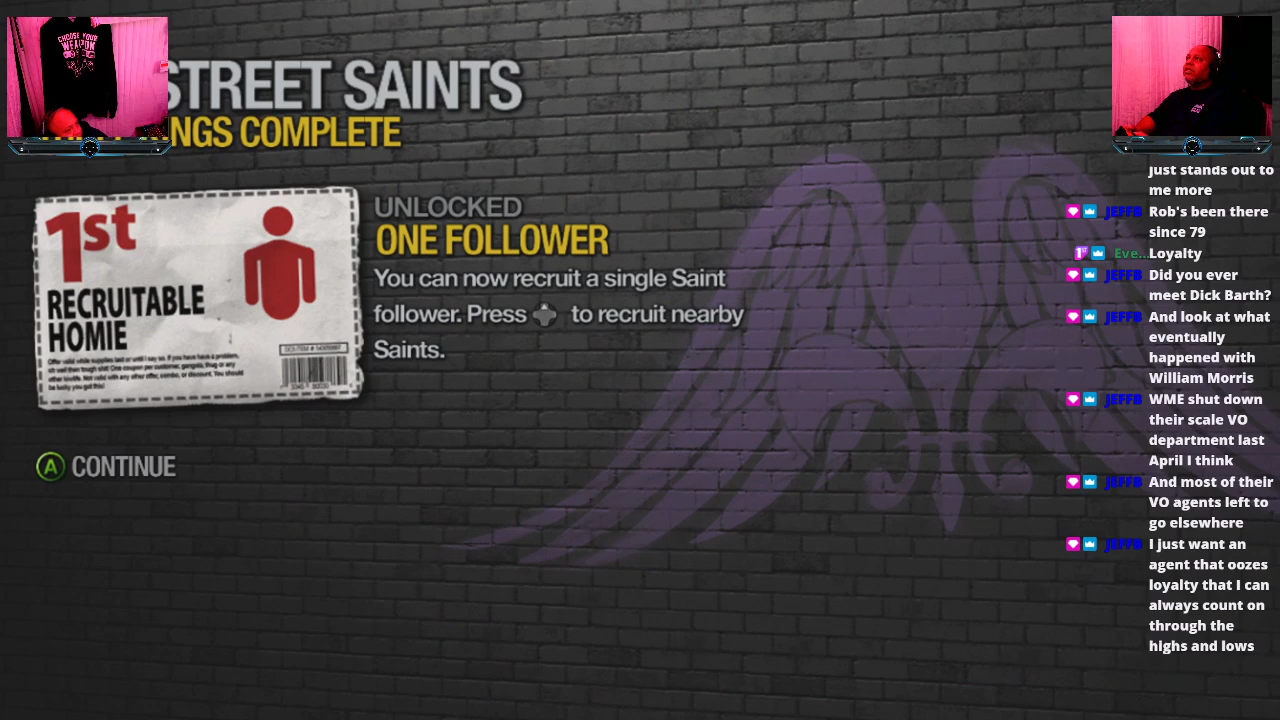 CHOOSE YOUR
WEAPON
STREET SAINTS
NGS COMPLETE
1st
RECRUITABLE
HOMIE
UNLOCKED
ONE FOLLOWER
You can now recruit a single Saint
follower. Press to recruit nearby
Saints.
A CONTINUE
just stands out to
me more
JEFFB Rob's been there
since 79
Eve... Loyalty
JEFFB Did you ever
meet Dick Barth?
JEFFB And look at what
eventually
happened with
William Morris
JEFFB WME shut down
their scale VO
department last
April I think
JEFFB And most of their
VO agents left to
go elsewhere
JEFFB I just want an
agent that oozes
loyalty that I can
always count on
through the
highs and lows